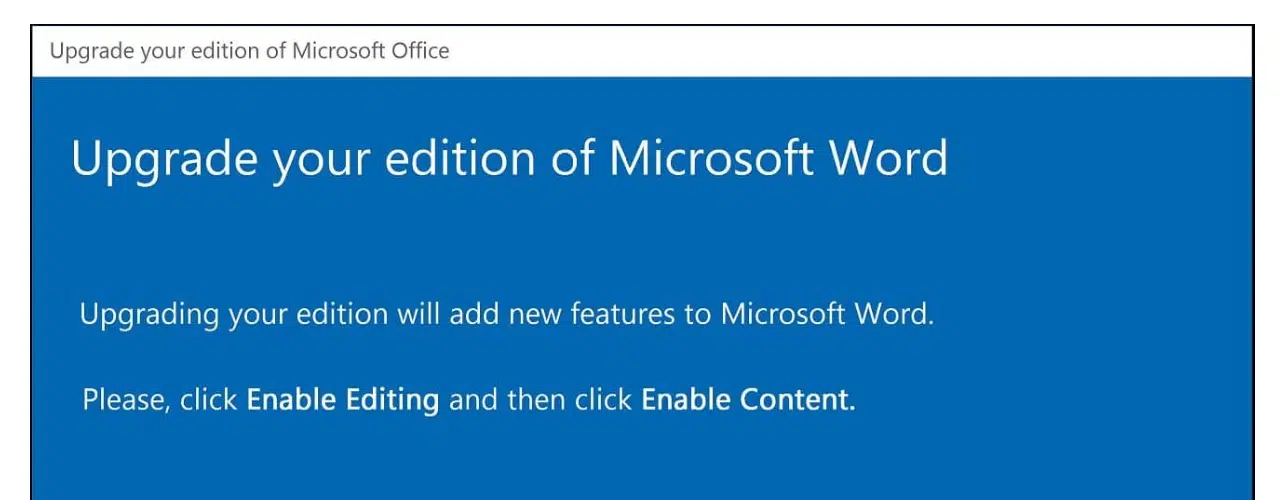 Upgrade your edition of Microsoft Office
Upgrade your edition of Microsoft Word
Upgrading your edition will add new features to Microsoft Word.
Please, click Enable Editing and then click Enable Content.